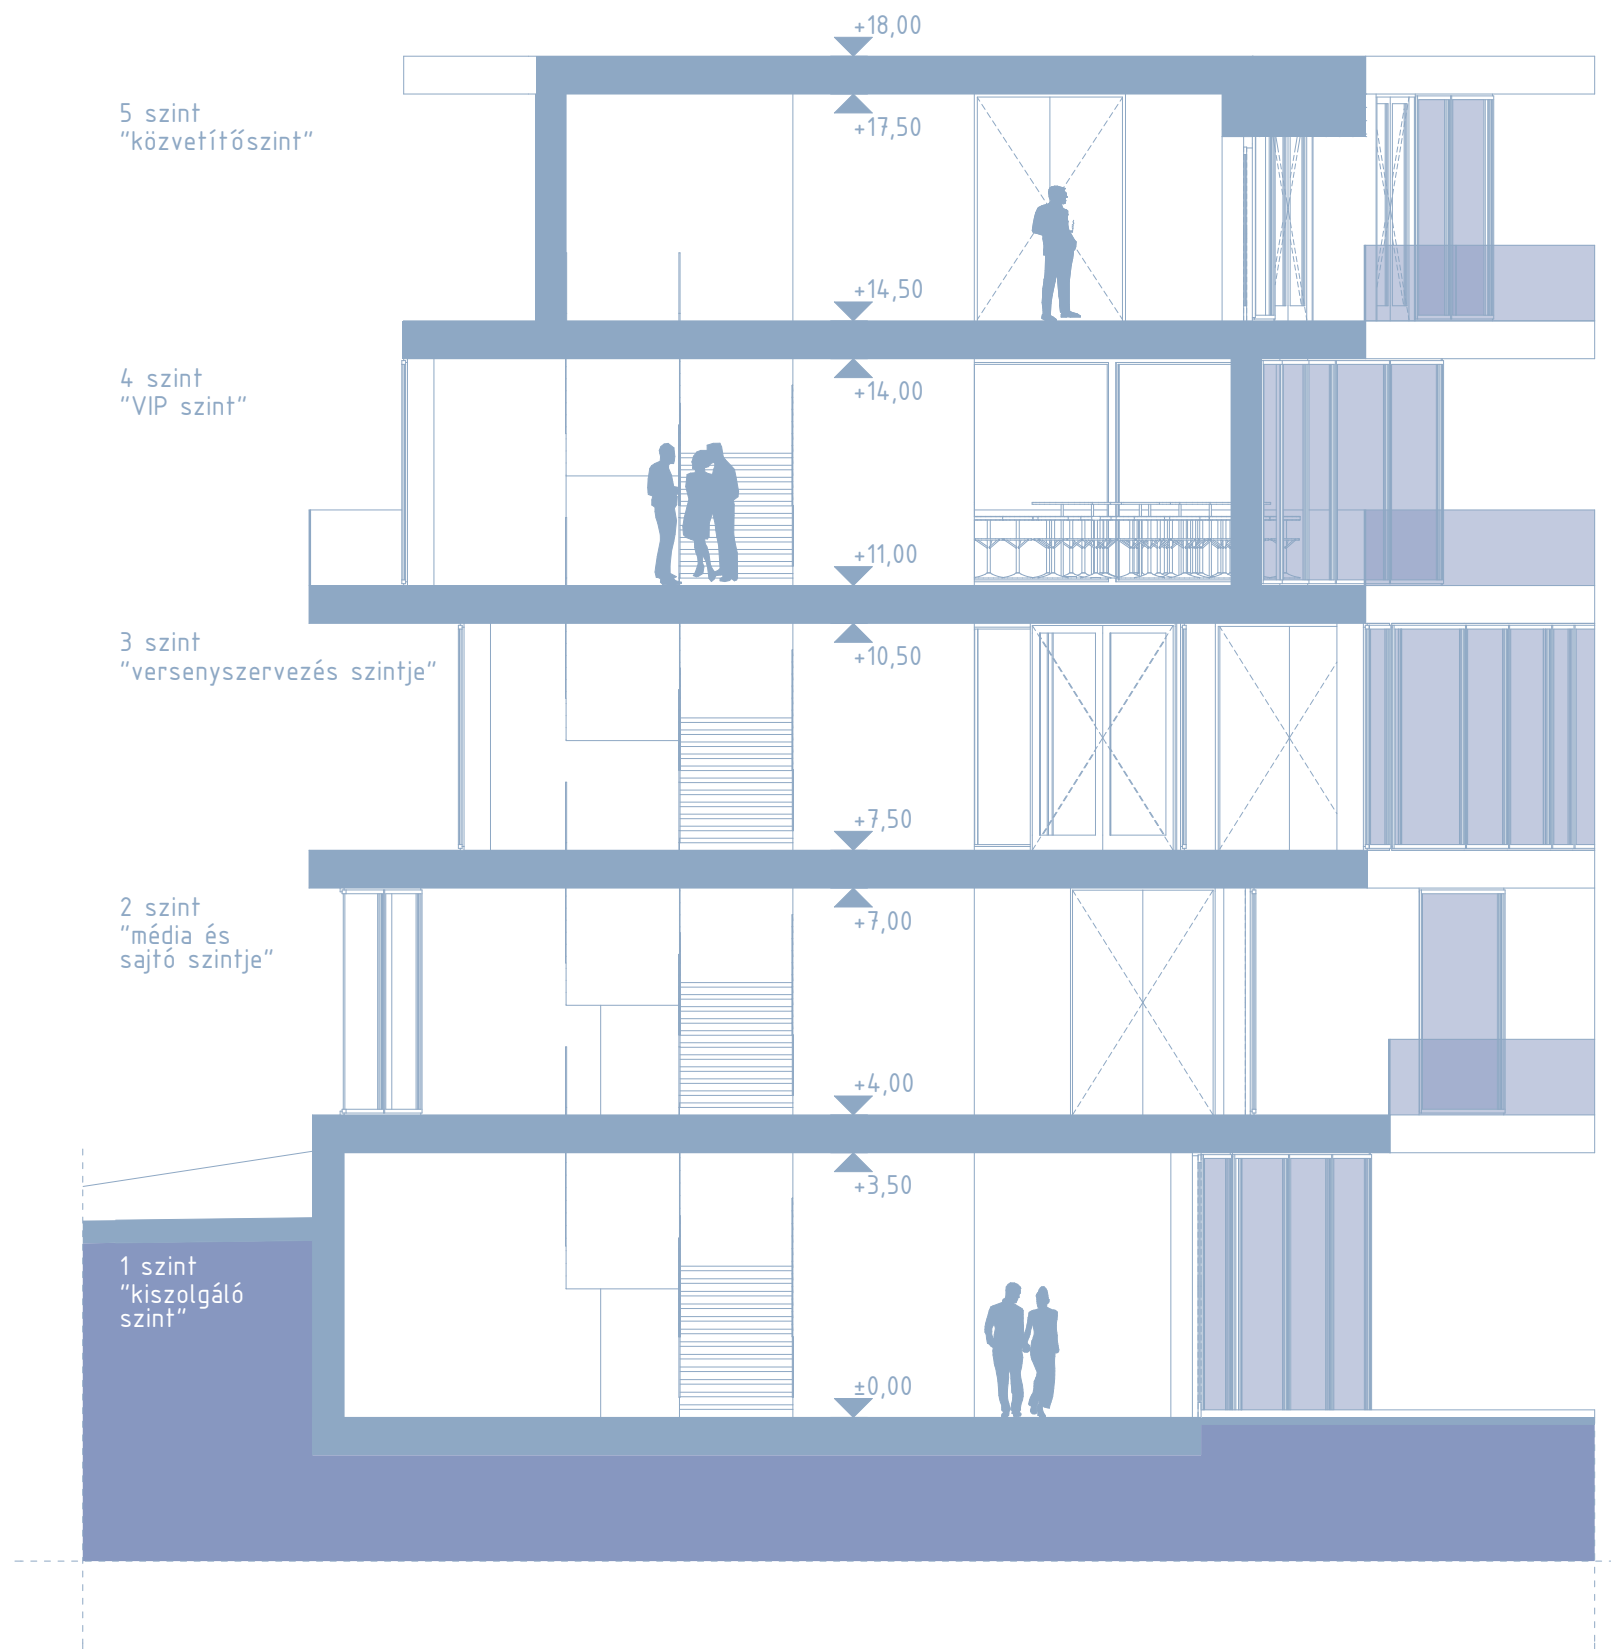 +18,00
5 szint
"közvetítőszint"
+17,50
+14,50
4 szint
"VIP szint"
+14,00
+11,00
3 szint
"versenyszervezés szintje"
+10,50
+7,50
2 szint
"média és
sajtó szintje"
+7,00
+4,00
+3,50
1 szint
"kiszolgáló
szint"
±0,00